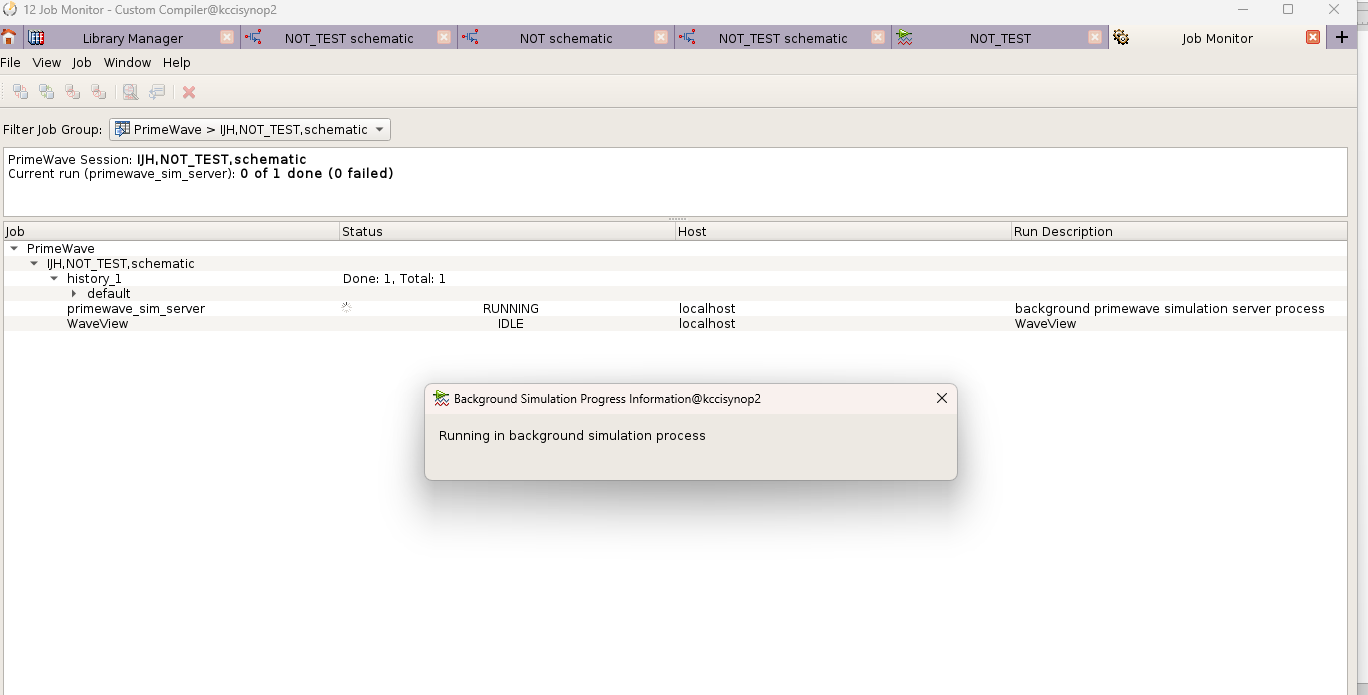 12 Job Monitor - Custom Compiler@kccisynop2
Library Manager NOT_TEST schematic NOT schematic NOT_TEST schematic NOT_TEST Job Monitor
File View Job Window Help
Filter Job Group: PrimeWave > IJH,NOT_TEST,schematic
PrimeWave Session: IJH,NOT_TEST,schematic
Current run (primewave_sim_server): 0 of 1 done (0 failed)
Job Status Host Run Description
PrimeWave
IJH,NOT_TEST,schematic
history_1 Done: 1, Total: 1
default
primewave_sim_server RUNNING localhost background primewave simulation server process
WaveView IDLE localhost WaveView
Background Simulation Progress Information@kccisynop2
Running in background simulation process